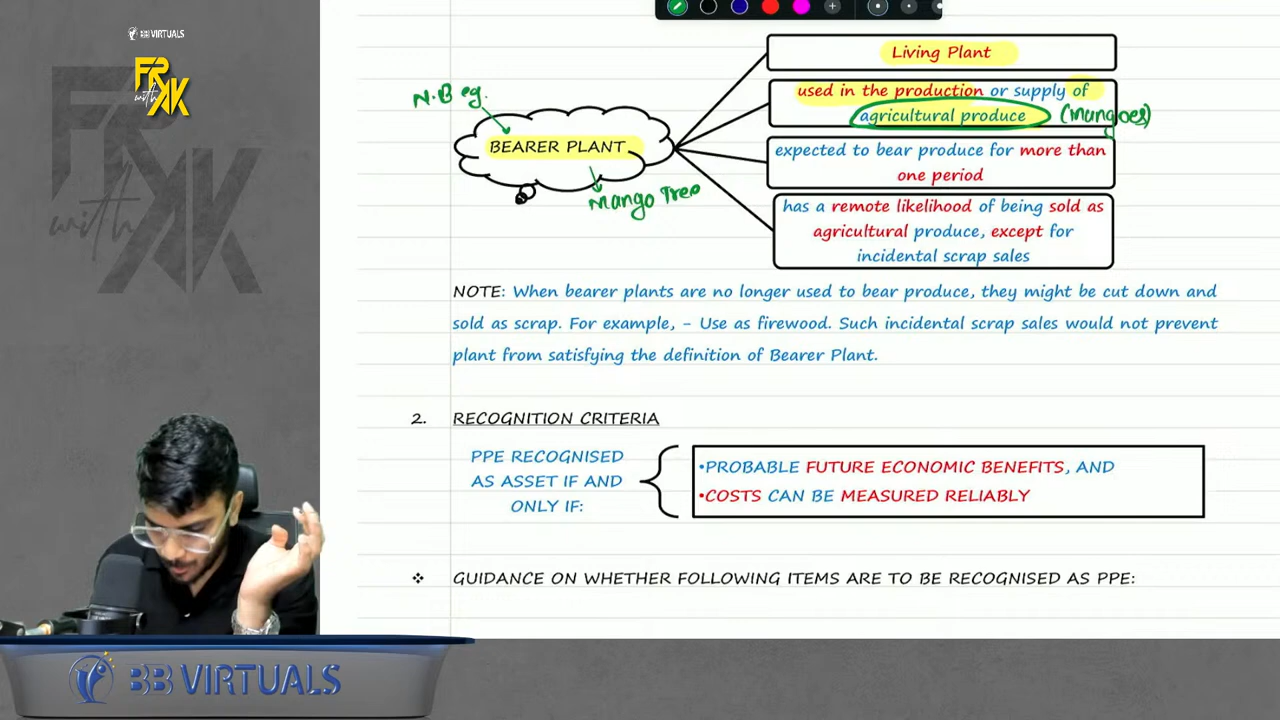 BB VIRTUALS
FR
with
AK
FR
with
AK
N.B eg.
BEARER PLANT
Mango Tree
Living Plant
used in the production or supply of
agricultural produce (Mangoes)
expected to bear produce for more than
one period
has a remote likelihood of being sold as
agricultural produce, except for
incidental scrap sales
NOTE: When bearer plants are no longer used to bear produce, they might be cut down and
sold as scrap. For example, - Use as firewood. Such incidental scrap sales would not prevent
plant from satisfying the definition of Bearer Plant.
2. RECOGNITION CRITERIA
PPE RECOGNISED
AS ASSET IF AND
ONLY IF:
•PROBABLE FUTURE ECONOMIC BENEFITS, AND
•COSTS CAN BE MEASURED RELIABLY
❖ GUIDANCE ON WHETHER FOLLOWING ITEMS ARE TO BE RECOGNISED AS PPE:
BB VIRTUALS